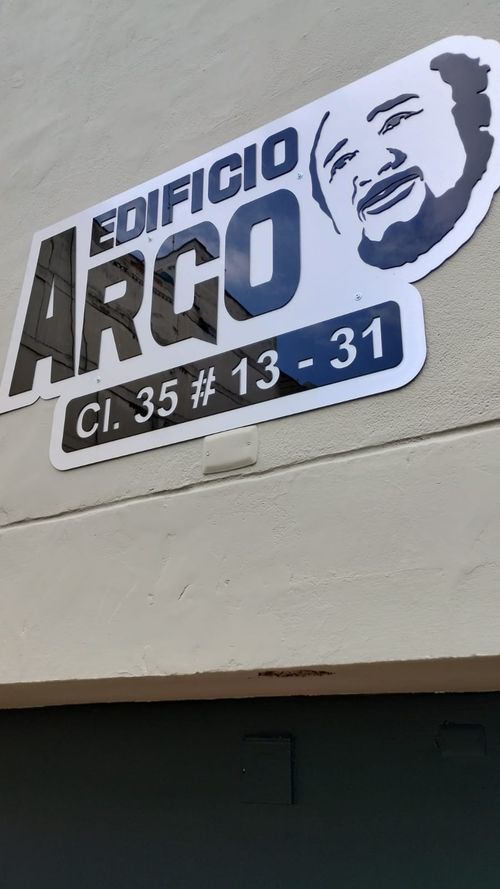 EDIFICIO
ARCO
Cl. 35 # 13 - 31